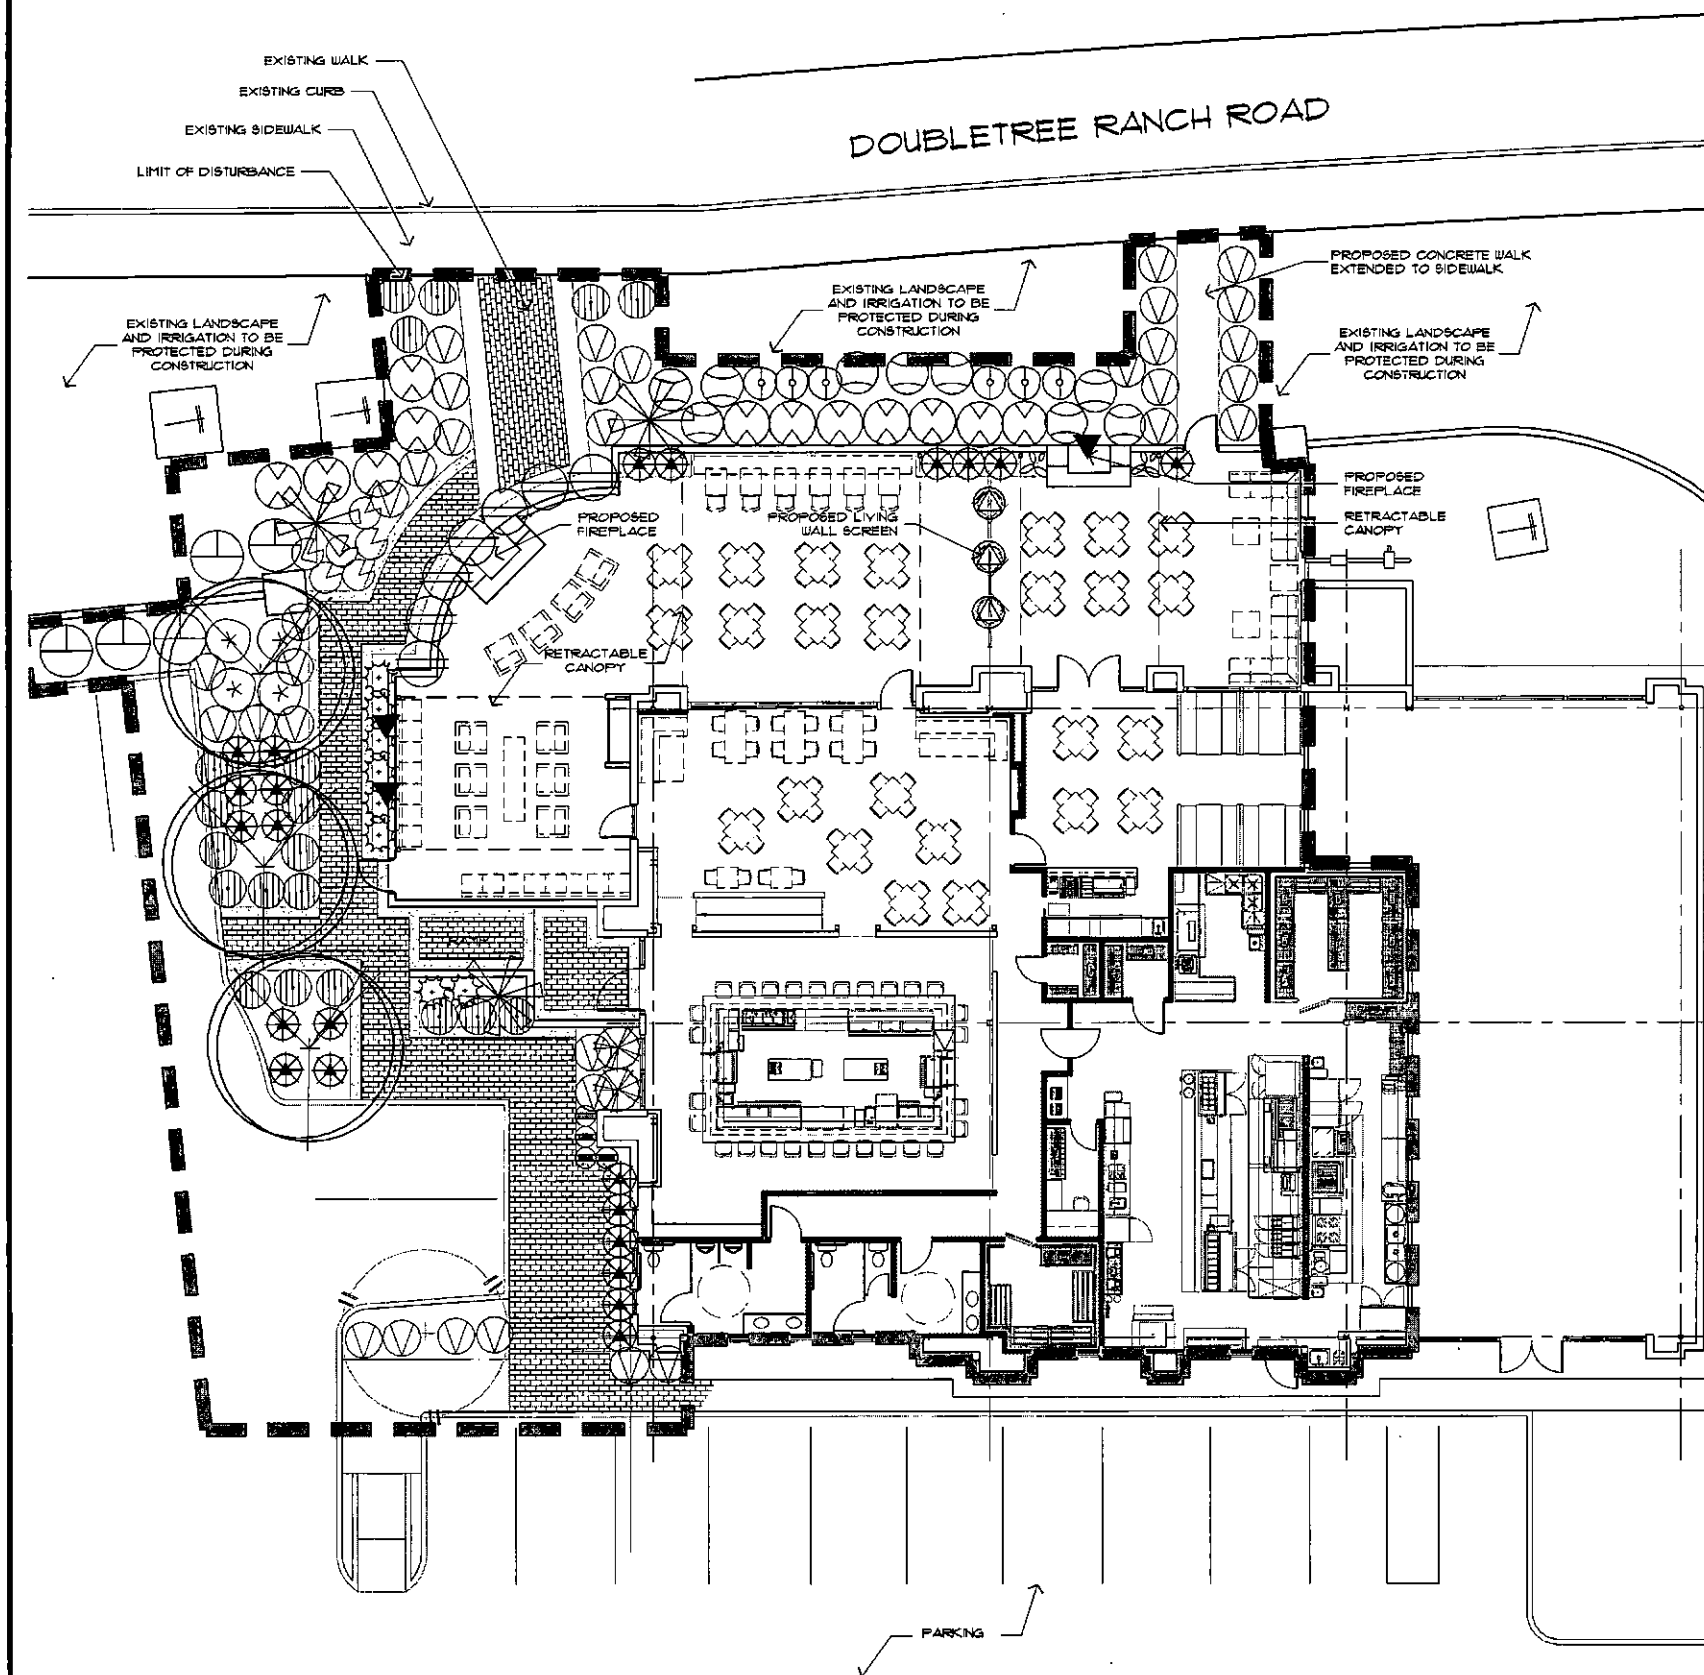 EXISTING WALK
EXISTING CURB
EXISTING SIDEWALK
LIMIT OF DISTURBANCE
DOUBLETREE RANCH ROAD
EXISTING LANDSCAPE
AND IRRIGATION TO BE
PROTECTED DURING
CONSTRUCTION
EXISTING LANDSCAPE
AND IRRIGATION TO BE
PROTECTED DURING
CONSTRUCTION
PROPOSED CONCRETE WALK
EXTENDED TO SIDEWALK
EXISTING LANDSCAPE
AND IRRIGATION TO BE
PROTECTED DURING
CONSTRUCTION
PROPOSED
FIREPLACE
PROPOSED LIVING
WALL SCREEN
PROPOSED
FIREPLACE
RETRACTABLE
CANOPY
RETRACTABLE
CANOPY
PARKING